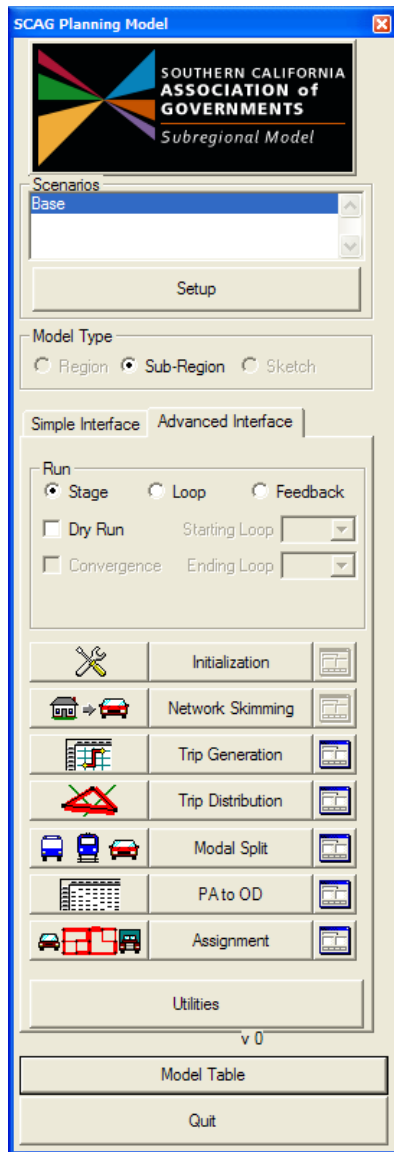 SCAG Planning Model
SOUTHERN CALIFORNIA
ASSOCIATION of
GOVERNMENTS
Subregional Model
Scenarios
Base
Setup
Model Type
Region Sub-Region Sketch
Simple Interface Advanced Interface
Run
Stage Loop Feedback
Dry Run Starting Loop
Convergence Ending Loop
Initialization
Network Skimming
Trip Generation
Trip Distribution
Modal Split
PA to OD
Assignment
Utilities
v 0
Model Table
Quit